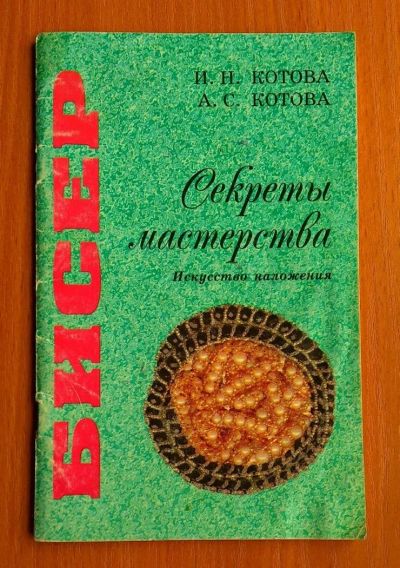 И. Н. КОТОВА
А. С. КОТОВА
БИСЕР
Секреты
мастерства
Искусство наложения